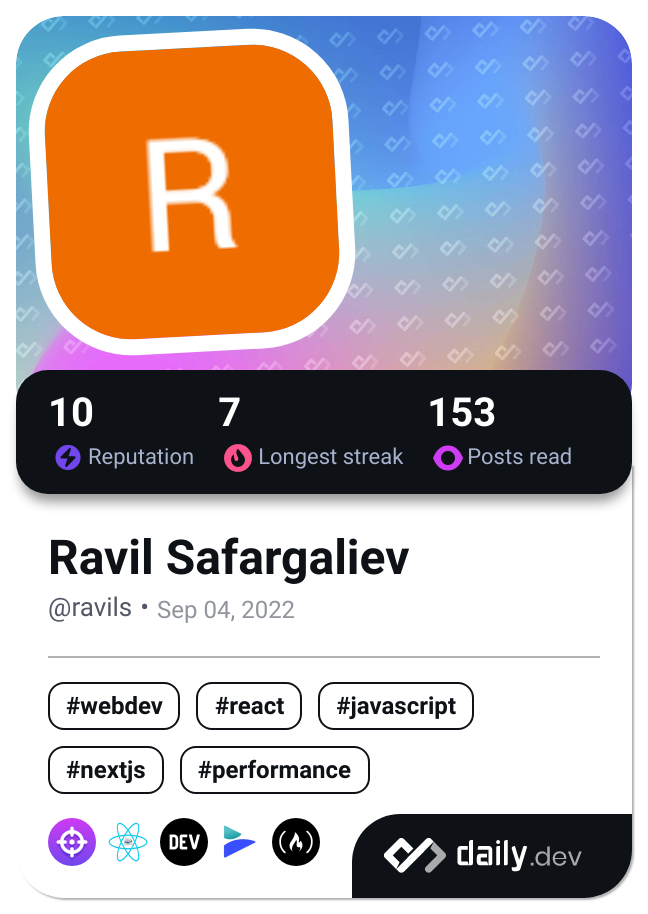 R
10 7 153
Reputation Longest streak Posts read
Ravil Safargaliev
@ravils • Sep 04, 2022
#webdev #react #javascript
#nextjs #performance
DEV
daily.dev